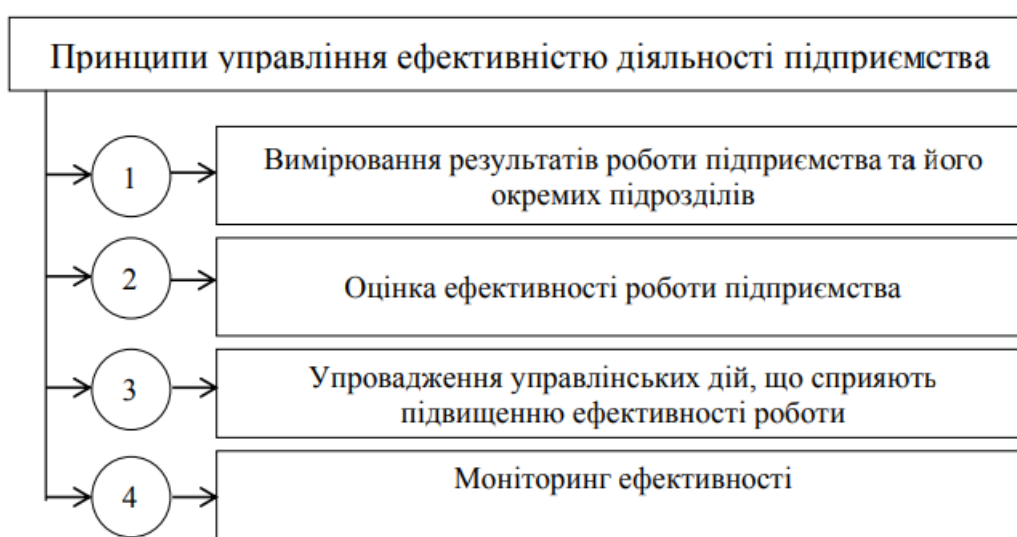 Принципи управління ефективністю діяльності підприємства
1
Вимірювання результатів роботи підприємства та його
окремих підрозділів
2
Оцінка ефективності роботи підприємства
3
Упровадження управлінських дій, що сприяють
підвищенню ефективності роботи
4
Моніторинг ефективності